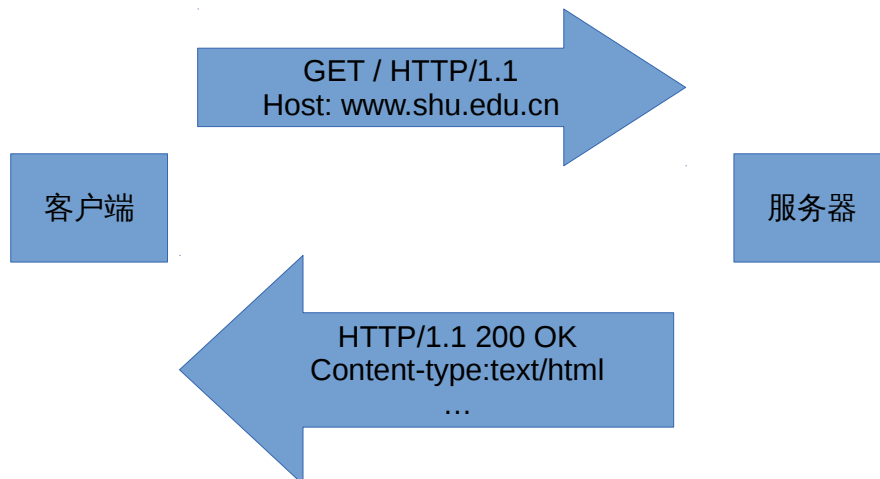 GET / HTTP/1.1
Host: www.shu.edu.cn
客户端
服务器
HTTP/1.1 200 OK
Content-type:text/html
…